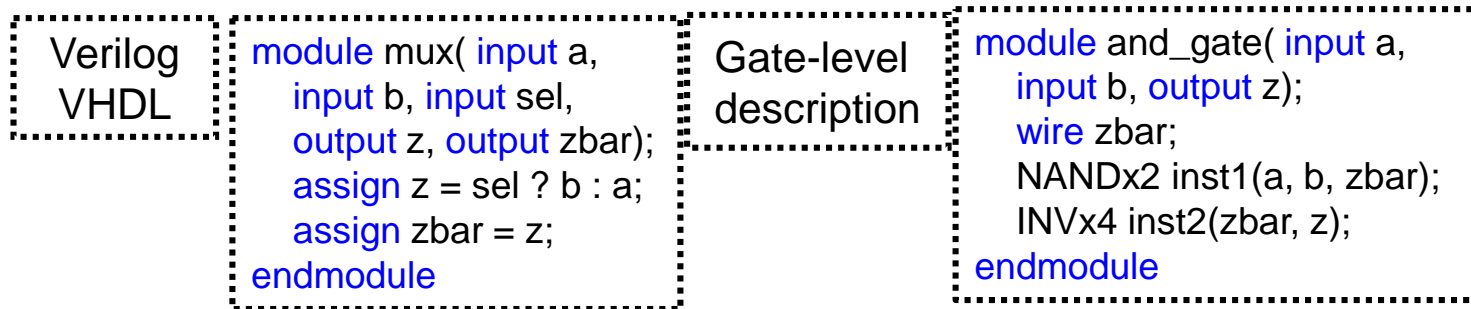 Verilog
VHDL
module mux( input a,
input b, input sel,
output z, output zbar);
assign z = sel ? b : a;
assign zbar = z;
endmodule
Gate-level
description
module and_gate( input a,
input b, output z);
wire zbar;
NANDx2 inst1(a, b, zbar);
INVx4 inst2(zbar, z);
endmodule